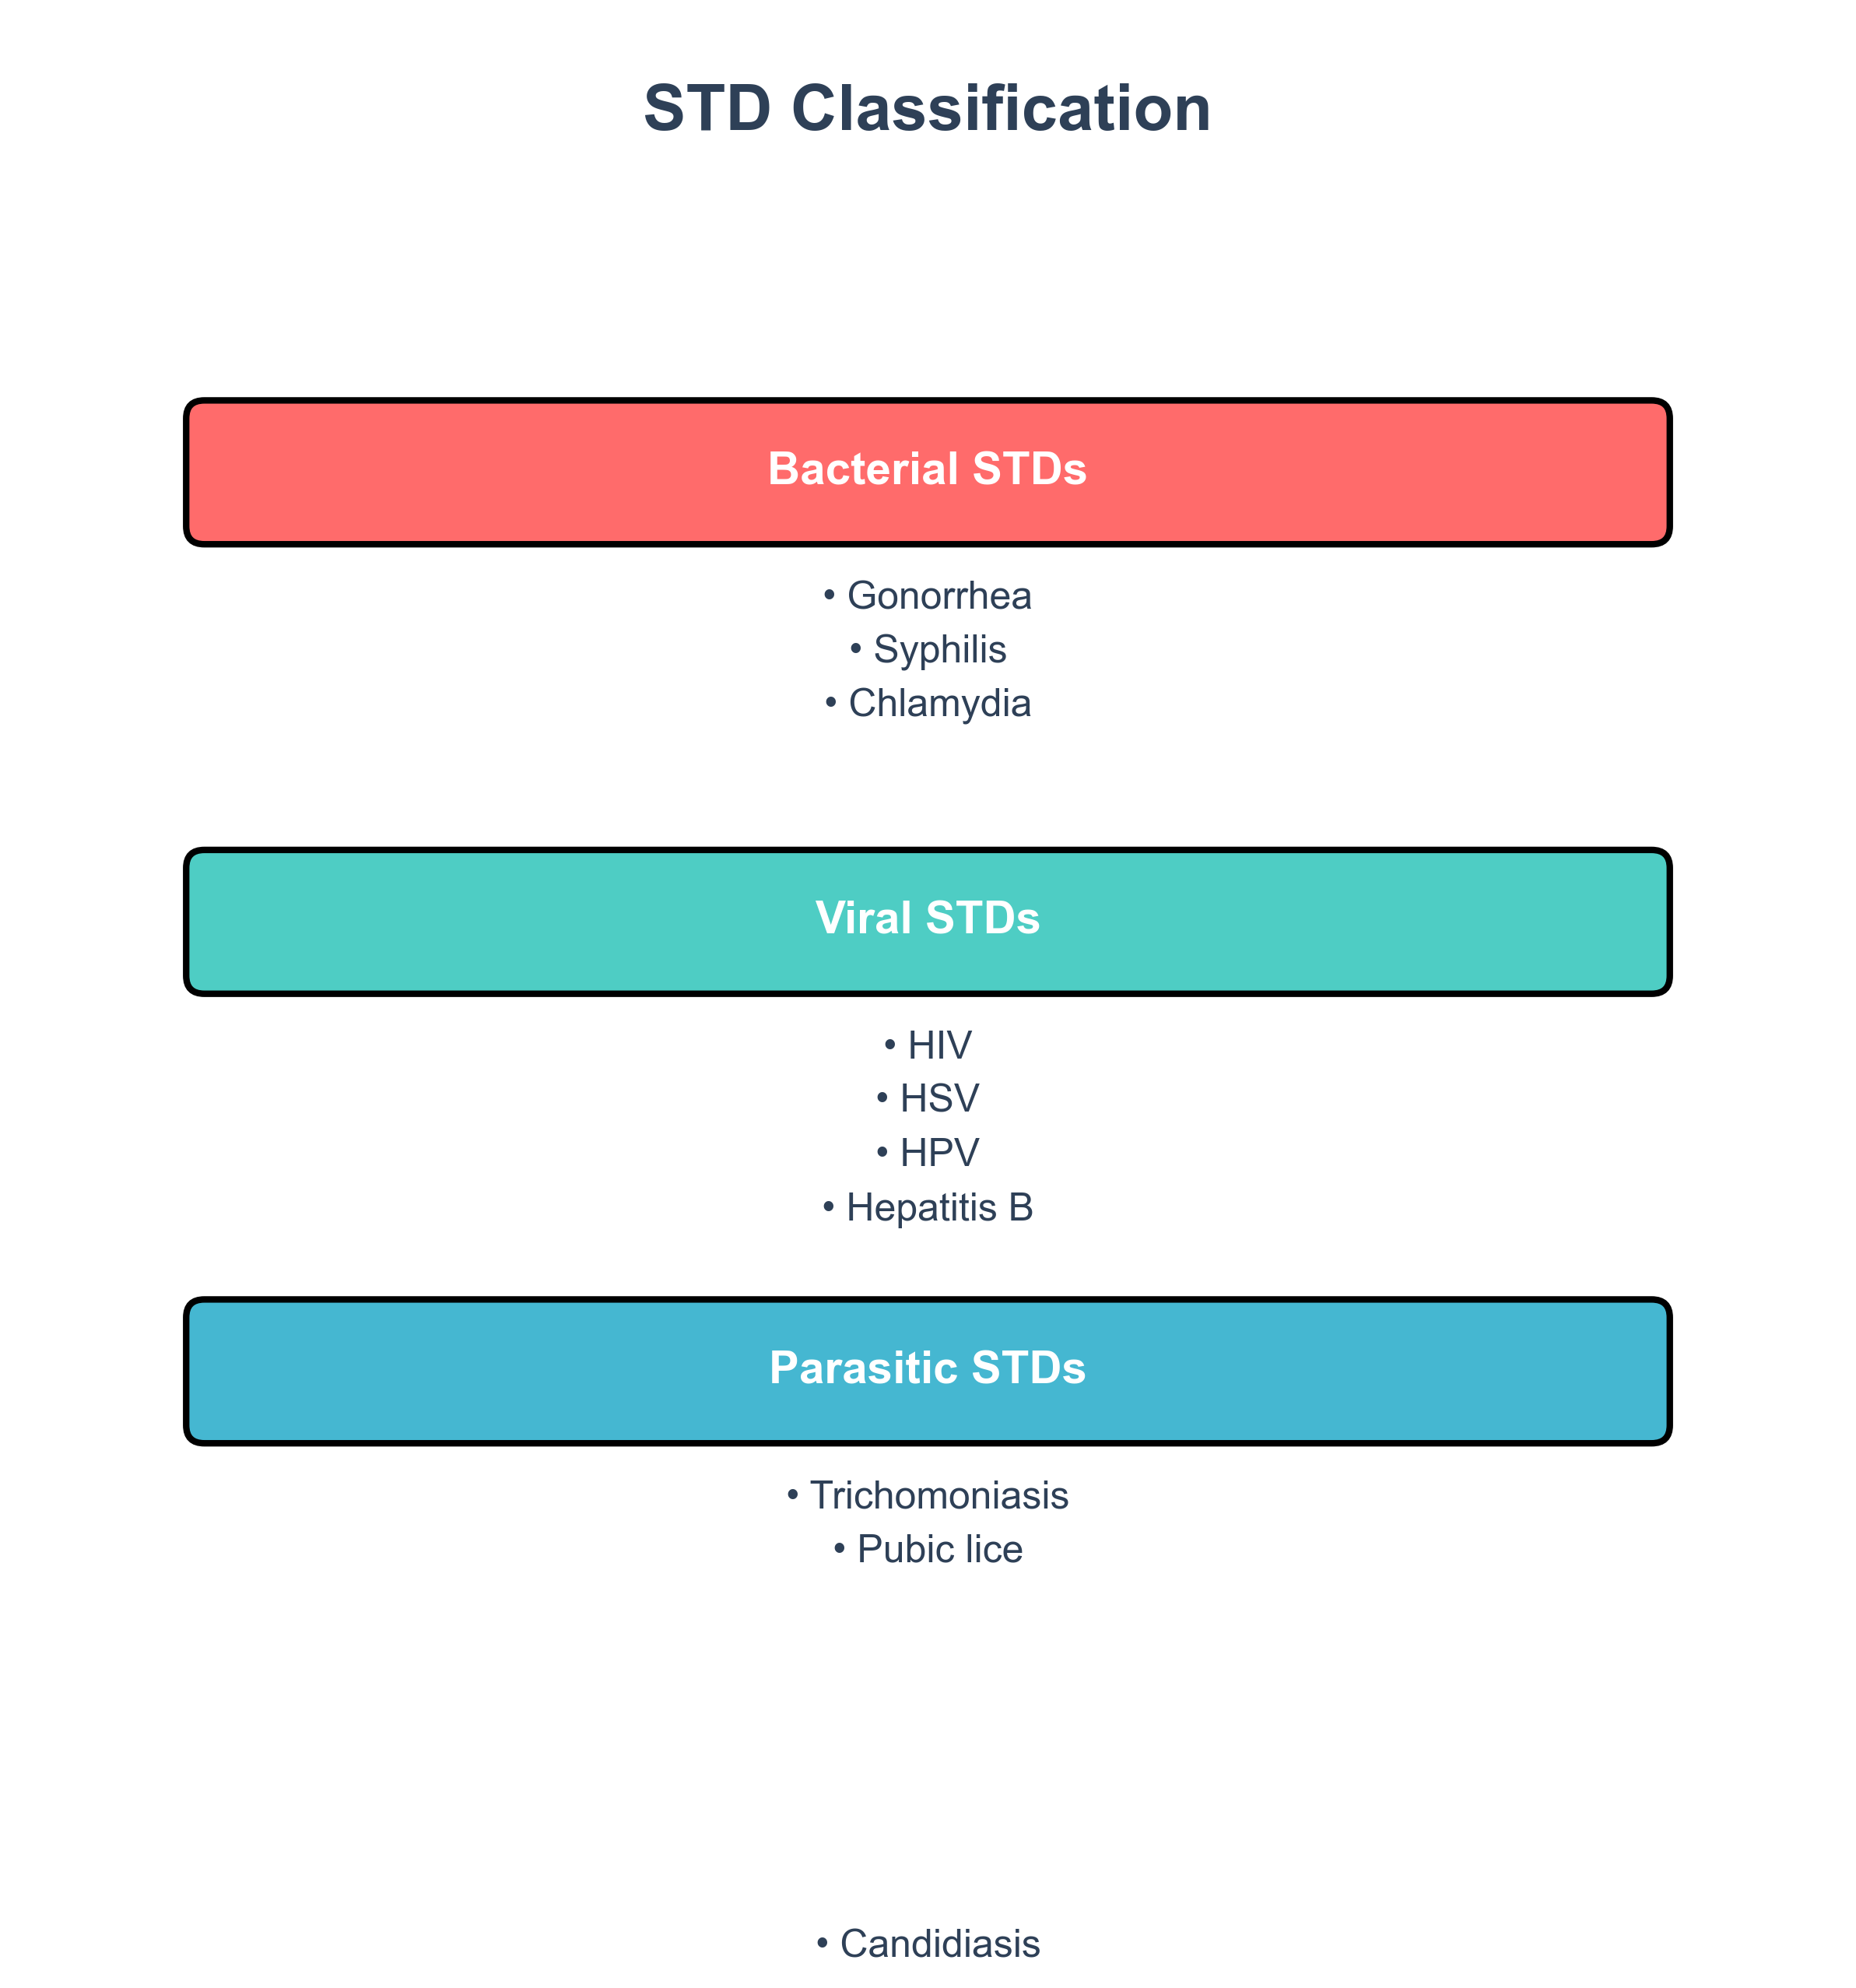 STD Classification
Bacterial STDs
• Gonorrhea
• Syphilis
• Chlamydia
Viral STDs
• HIV
• HSV
• HPV
• Hepatitis B
Parasitic STDs
• Trichomoniasis
• Pubic lice
• Candidiasis